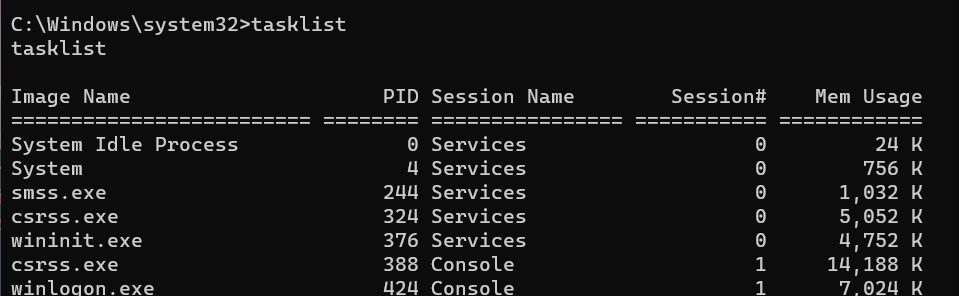 C:\Windows\system32>tasklist
tasklist
Image Name                     PID Session Name        Session#    Mem Usage
========================= ======== ================ =========== ============
System Idle Process              0 Services                   0         24 K
System                           4 Services                   0        756 K
smss.exe                       244 Services                   0      1,032 K
csrss.exe                      324 Services                   0      5,052 K
wininit.exe                    376 Services                   0      4,752 K
csrss.exe                      388 Console                    1     14,188 K
winlogon.exe                   424 Console                    1      7,024 K